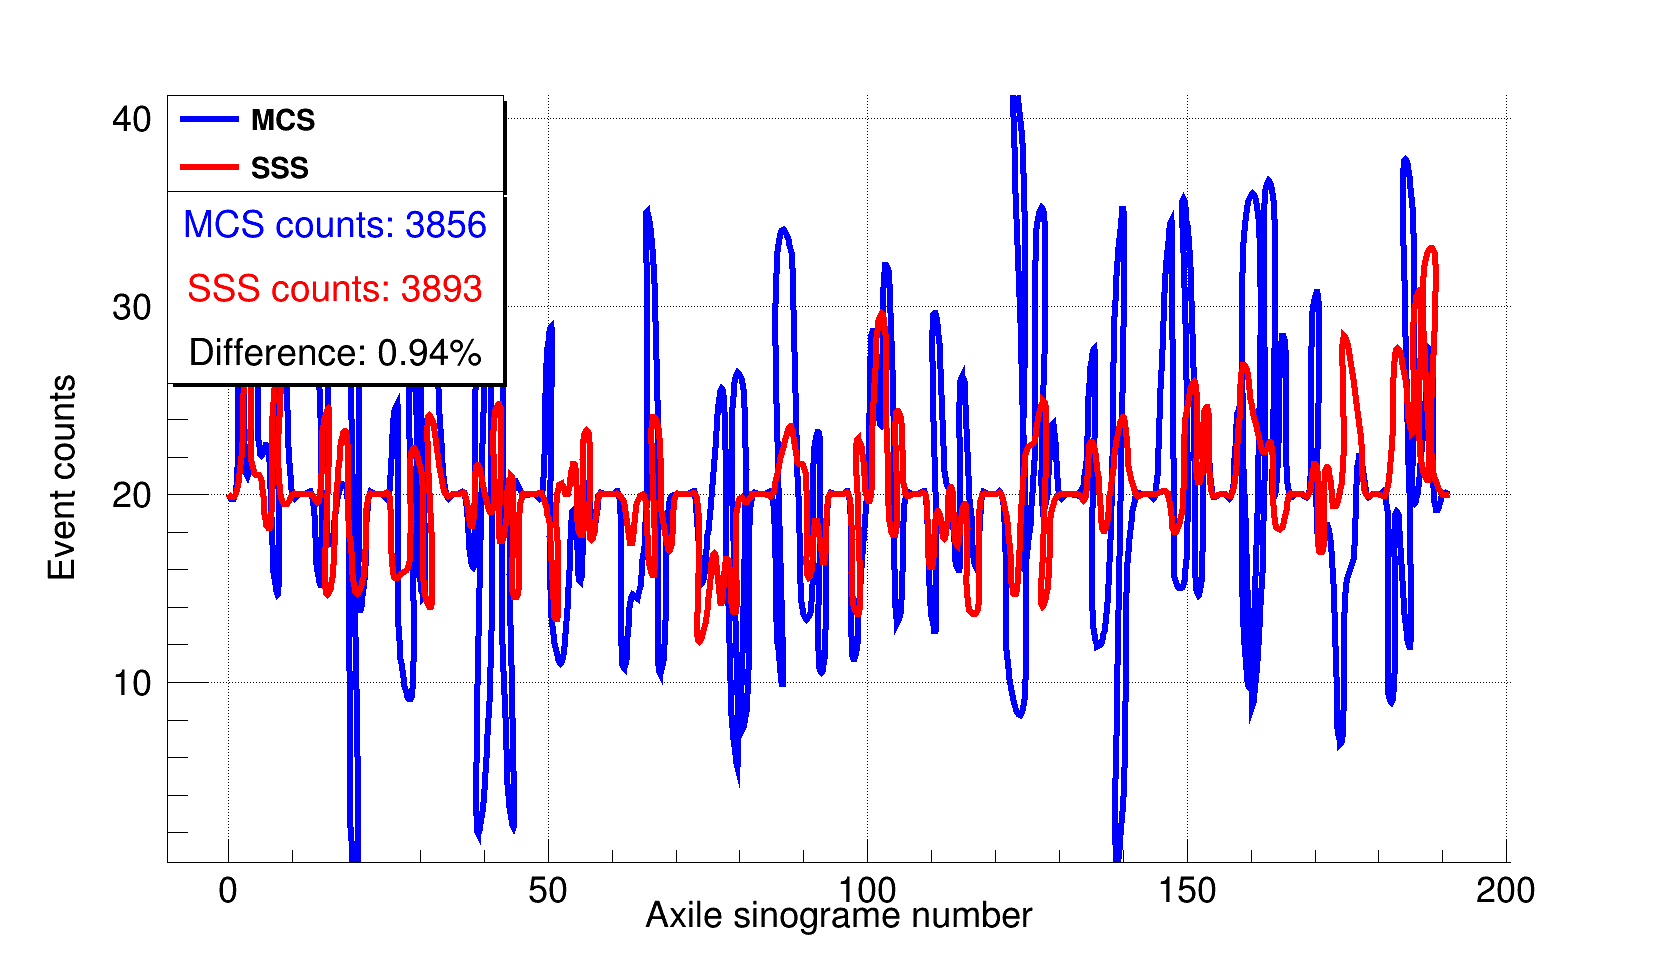 MCS
SSS
MCS counts: 3856
SSS counts: 3893
Difference: 0.94%
40
30
20
10
Event counts
0 50 100 150 200
Axile sinograme number